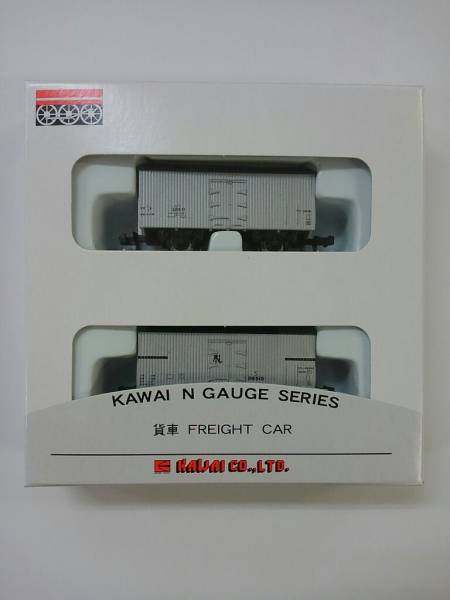 KAWAI N GAUGE SERIES
貨車 FREIGHT CAR
KAWAI CO.,LTD.